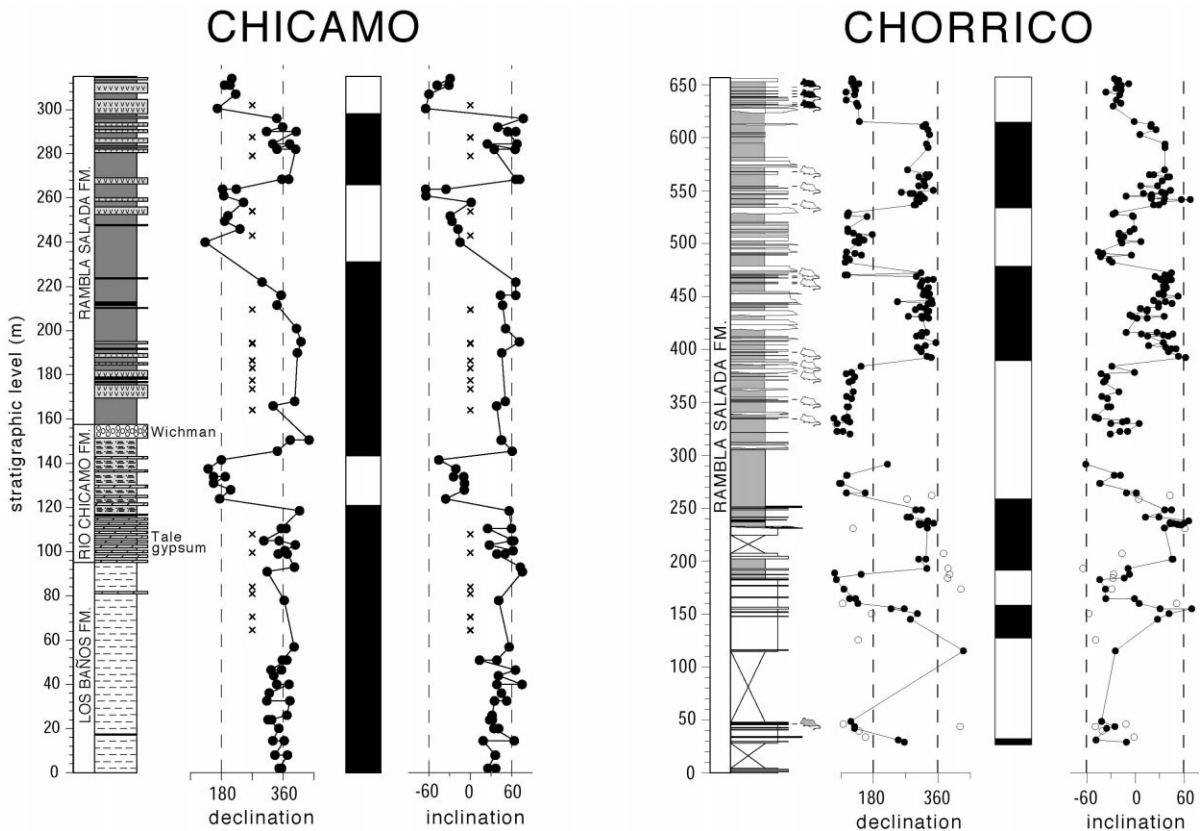 CHICAMO
CHORRICO
stratigraphic level (m)
300
280
260
240
220
200
180
160
140
120
100
80
60
40
20
0
RAMBLA SALADA FM.
RIO CHICAMO FM.
LOS BAÑOS FM.
Wichman
Tale
gypsum
180 360
declination
-60 0 60
inclination
650
600
550
500
450
400
350
300
250
200
150
100
50
0
RAMBLA SALADA FM.
180 360
declination
-60 0 60
inclination